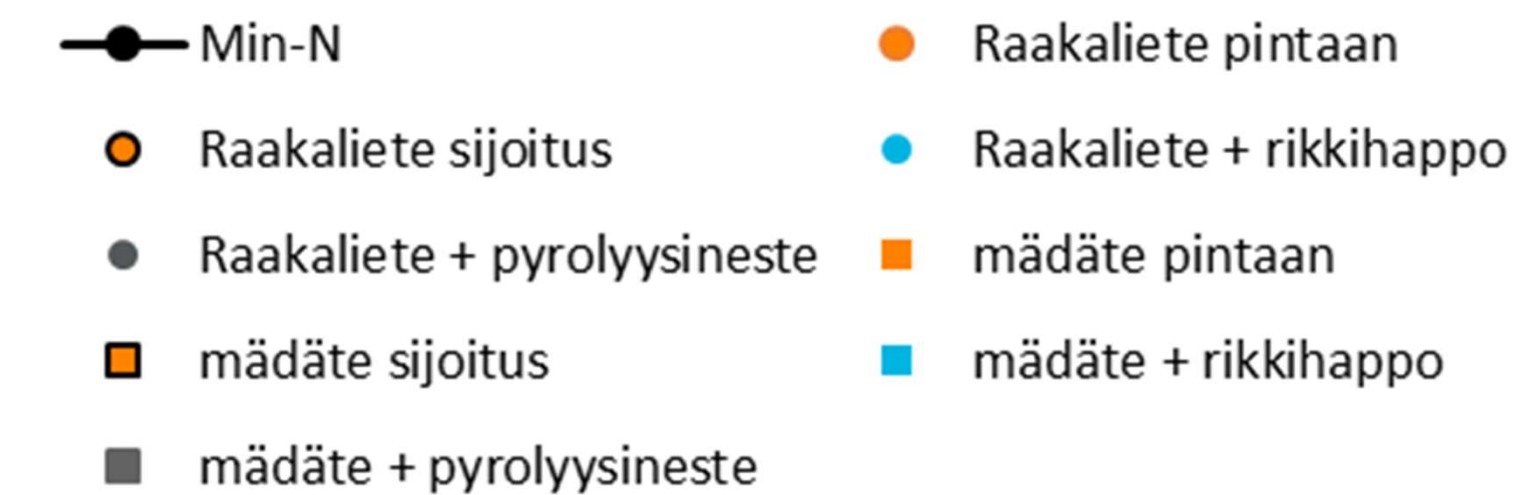 Min-N
Raakaliete pintaan
Raakaliete sijoitus
Raakaliete + rikkihappo
Raakaliete + pyrolyysineste
mädäte pintaan
mädäte sijoitus
mädäte + rikkihappo
mädäte + pyrolyysineste